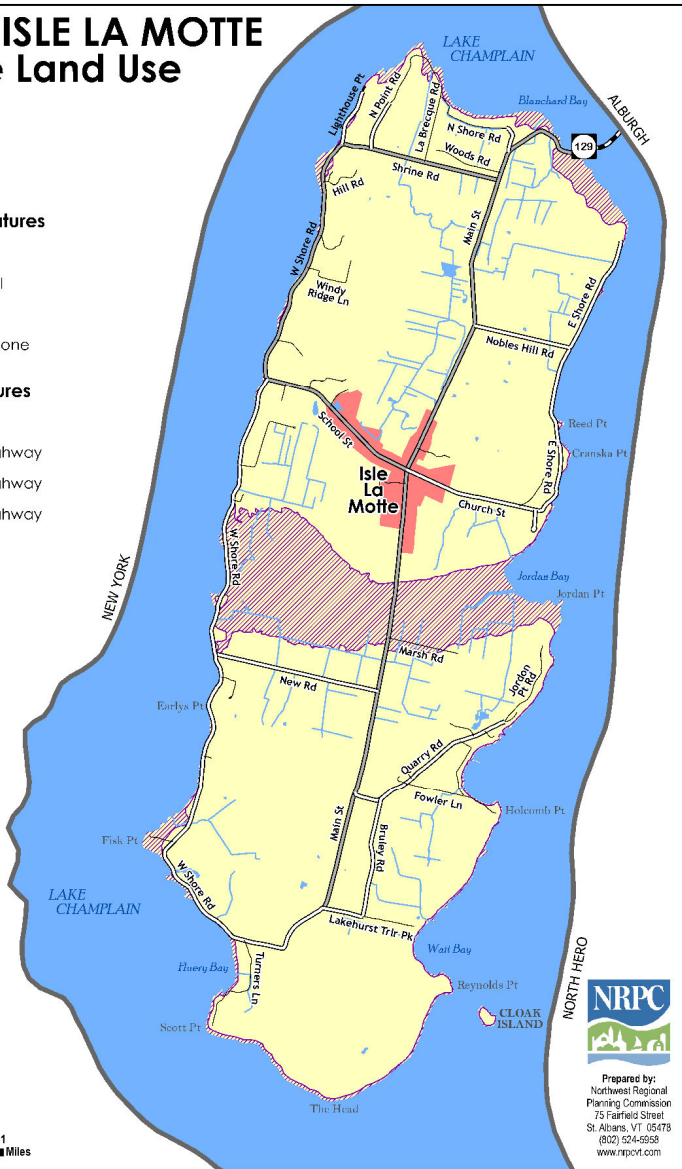 ISLE LA MOTTE
Land Use
LAKE
CHAMPLAIN
Blanchard Bay
ALBURGH
129
Lighthouse Pt
N Point Rd
La Brecque Rd
N Shore Rd
Woods Rd
Shrine Rd
Hill Rd
Main St
W Shore Rd
Windy
Ridge Ln
E Shore Rd
Nobles Hill Rd
Reed Pt
Cranska Pt
E Shore Rd
School St
Isle
La
Motte
Church St
W Shore Rd
NEW YORK
Jordan Bay
Jordan Pt
Marsh Rd
New Rd
Jordon
Pt Rd
Earlys Pt
Quarry Rd
Fowler Ln
Holcomb Pt
Main St
Bruley Rd
Fisk Pt
W Shore Rd
LAKE
CHAMPLAIN
Lakehurst Trlr Pk
Wait Bay
Fluery Bay
Turners Ln
Reynolds Pt
CLOAK
ISLAND
NORTH HERO
Scott Pt
The Head
one
1
Miles
NRPC
Prepared by:
Northwest Regional
Planning Commission
75 Fairfield Street
St. Albans, VT 05478
(802) 524-5958
www.nrpcvt.com